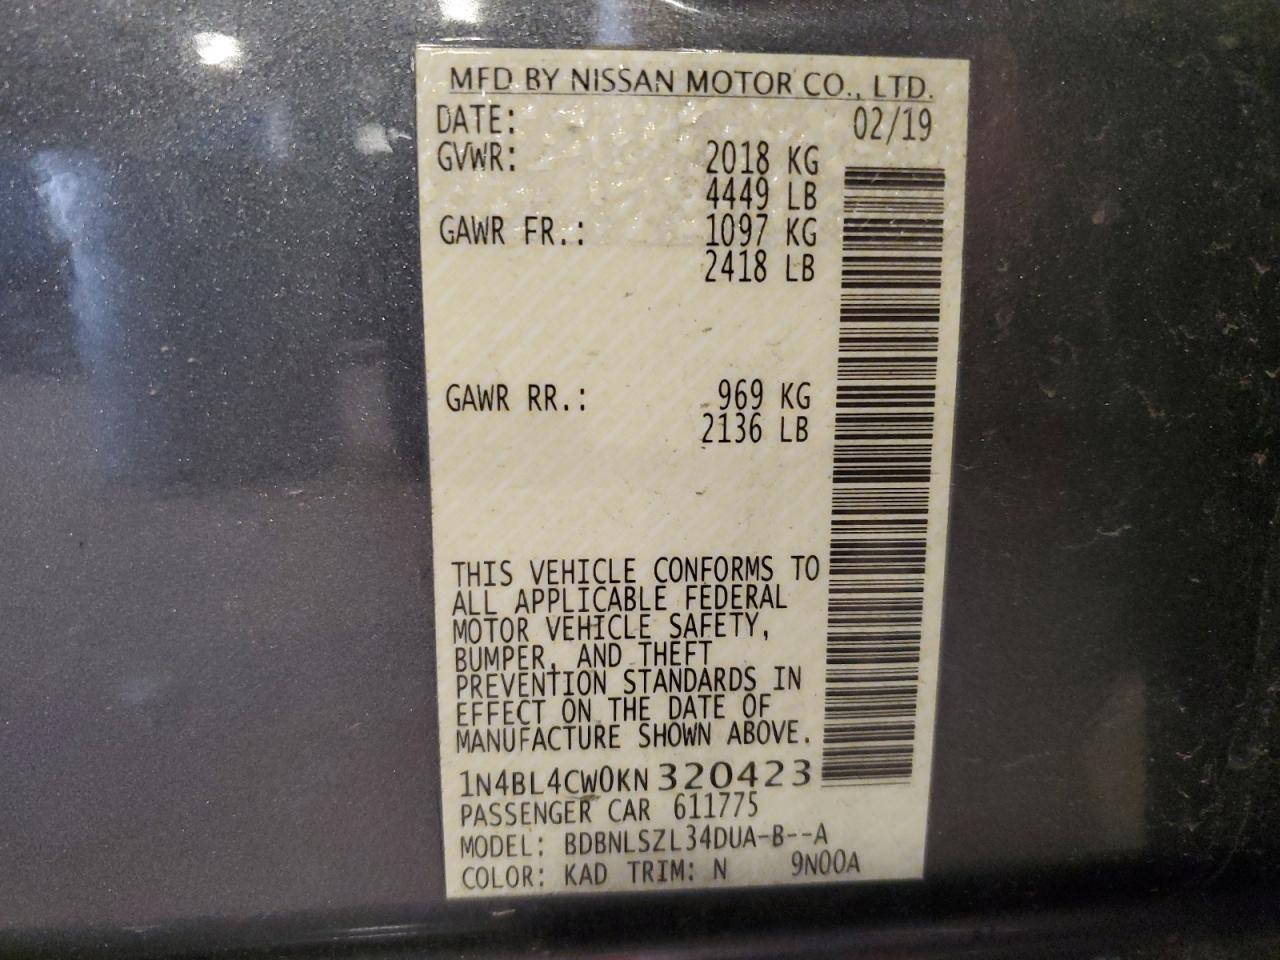 MFD BY NISSAN MOTOR CO., LTD.
DATE: 02/19
GVWR: 2018 KG
4449 LB
GAWR FR.: 1097 KG
2418 LB
GAWR RR.: 969 KG
2136 LB
THIS VEHICLE CONFORMS TO
ALL APPLICABLE FEDERAL
MOTOR VEHICLE SAFETY,
BUMPER, AND THEFT
PREVENTION STANDARDS IN
EFFECT ON THE DATE OF
MANUFACTURE SHOWN ABOVE.
1N4BL4CW0KN 320423
PASSENGER CAR 611775
MODEL: BDBNLSZL34DUA-B--A
COLOR: KAD TRIM: N 9N00A